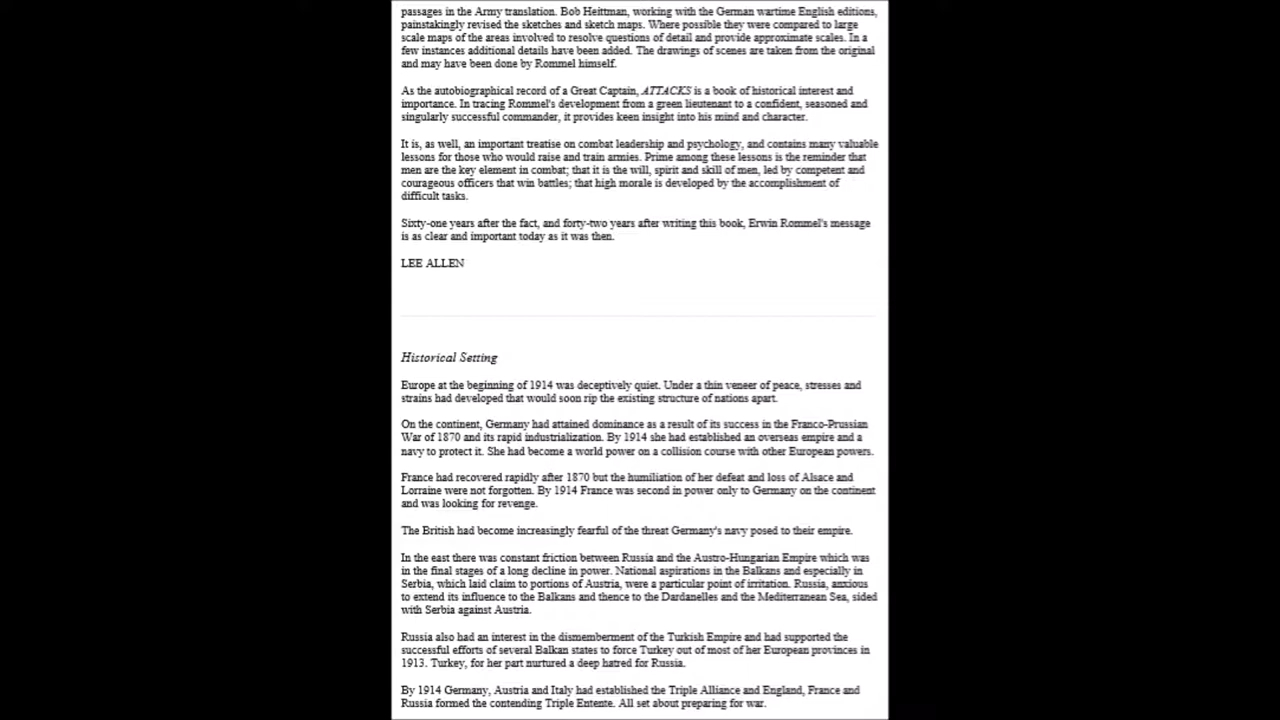 passages in the Army translation. Bob Heittman, working with the German wartime English editions,
painstakingly revised the sketches and sketch maps. Where possible they were compared to large
scale maps of the areas involved to resolve questions of detail and provide approximate scales. In a
few instances additional details have been added. The drawings of scenes are taken from the original
and may have been done by Rommel himself.
As the autobiographical record of a Great Captain, ATTACKS is a book of historical interest and
importance. In tracing Rommel's development from a green lieutenant to a confident, seasoned and
singularly successful commander, it provides keen insight into his mind and character.
It is, as well, an important treatise on combat leadership and psychology, and contains many valuable
lessons for those who would raise and train armies. Prime among these lessons is the reminder that
men are the key element in combat; that it is the will, spirit and skill of men, led by competent and
courageous officers that win battles; that high morale is developed by the accomplishment of
difficult tasks.
Sixty-one years after the fact, and forty-two years after writing this book, Erwin Rommel's message
is as clear and important today as it was then.
LEE ALLEN
Historical Setting
Europe at the beginning of 1914 was deceptively quiet. Under a thin veneer of peace, stresses and
strains had developed that would soon rip the existing structure of nations apart.
On the continent, Germany had attained dominance as a result of its success in the Franco-Prussian
War of 1870 and its rapid industrialization. By 1914 she had established an overseas empire and a
navy to protect it. She had become a world power on a collision course with other European powers.
France had recovered rapidly after 1870 but the humiliation of her defeat and loss of Alsace and
Lorraine were not forgotten. By 1914 France was second in power only to Germany on the continent
and was looking for revenge.
The British had become increasingly fearful of the threat Germany's navy posed to their empire.
In the east there was constant friction between Russia and the Austro-Hungarian Empire which was
in the final stages of a long decline in power. National aspirations in the Balkans and especially in
Serbia, which laid claim to portions of Austria, were a particular point of irritation. Russia, anxious
to extend its influence to the Balkans and thence to the Dardanelles and the Mediterranean Sea, sided
with Serbia against Austria.
Russia also had an interest in the dismemberment of the Turkish Empire and had supported the
successful efforts of several Balkan states to force Turkey out of most of her European provinces in
1913. Turkey, for her part nurtured a deep hatred for Russia.
By 1914 Germany, Austria and Italy had established the Triple Alliance and England, France and
Russia formed the contending Triple Entente. All set about preparing for war.